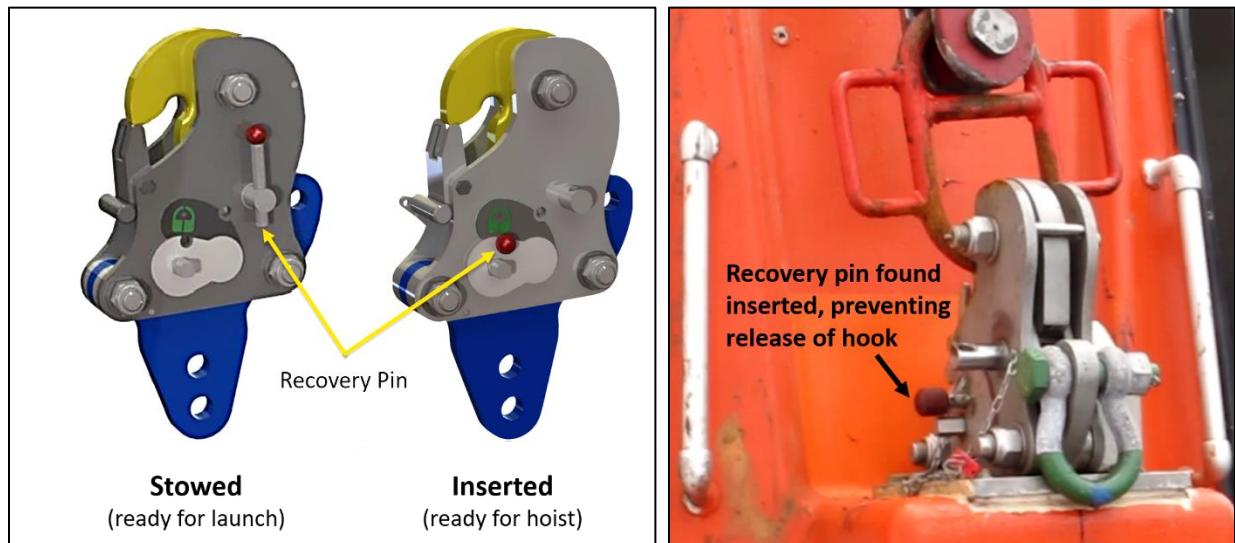 Recovery Pin
Stowed
(ready for launch)
Inserted
(ready for hoist)
Recovery pin found
inserted, preventing
release of hook